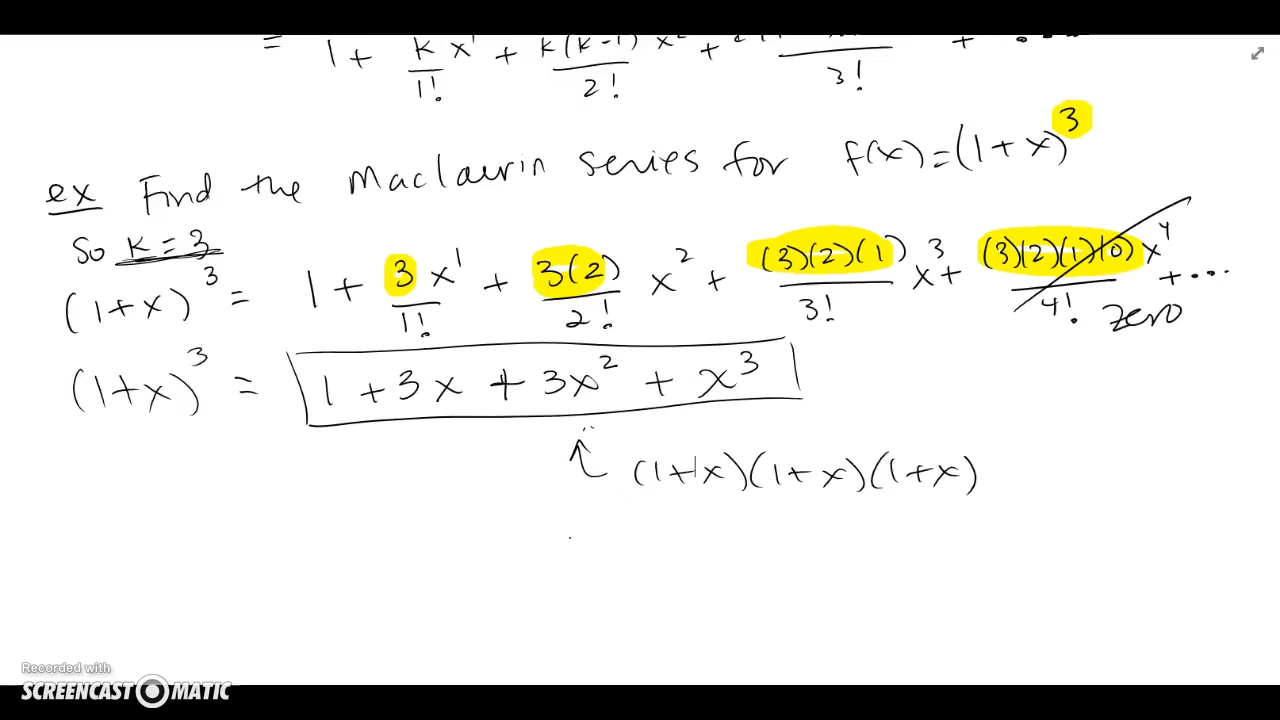 = 1 + k/1! x¹ + k(k-1)/2! x² + /3! + ....
ex Find the Maclaurin series for f(x) = (1+x)³
So k = 3
(1+x)³ = 1 + 3/1! x¹ + 3(2)/2! x² + (3)(2)(1)/3! x³ + (3)(2)(1)(0)/4! x⁴ + ...
zero
(1+x)³ = 1 + 3x + 3x² + x³
(1+x)(1+x)(1+x)
Recorded with
SCREENCAST-O-MATIC